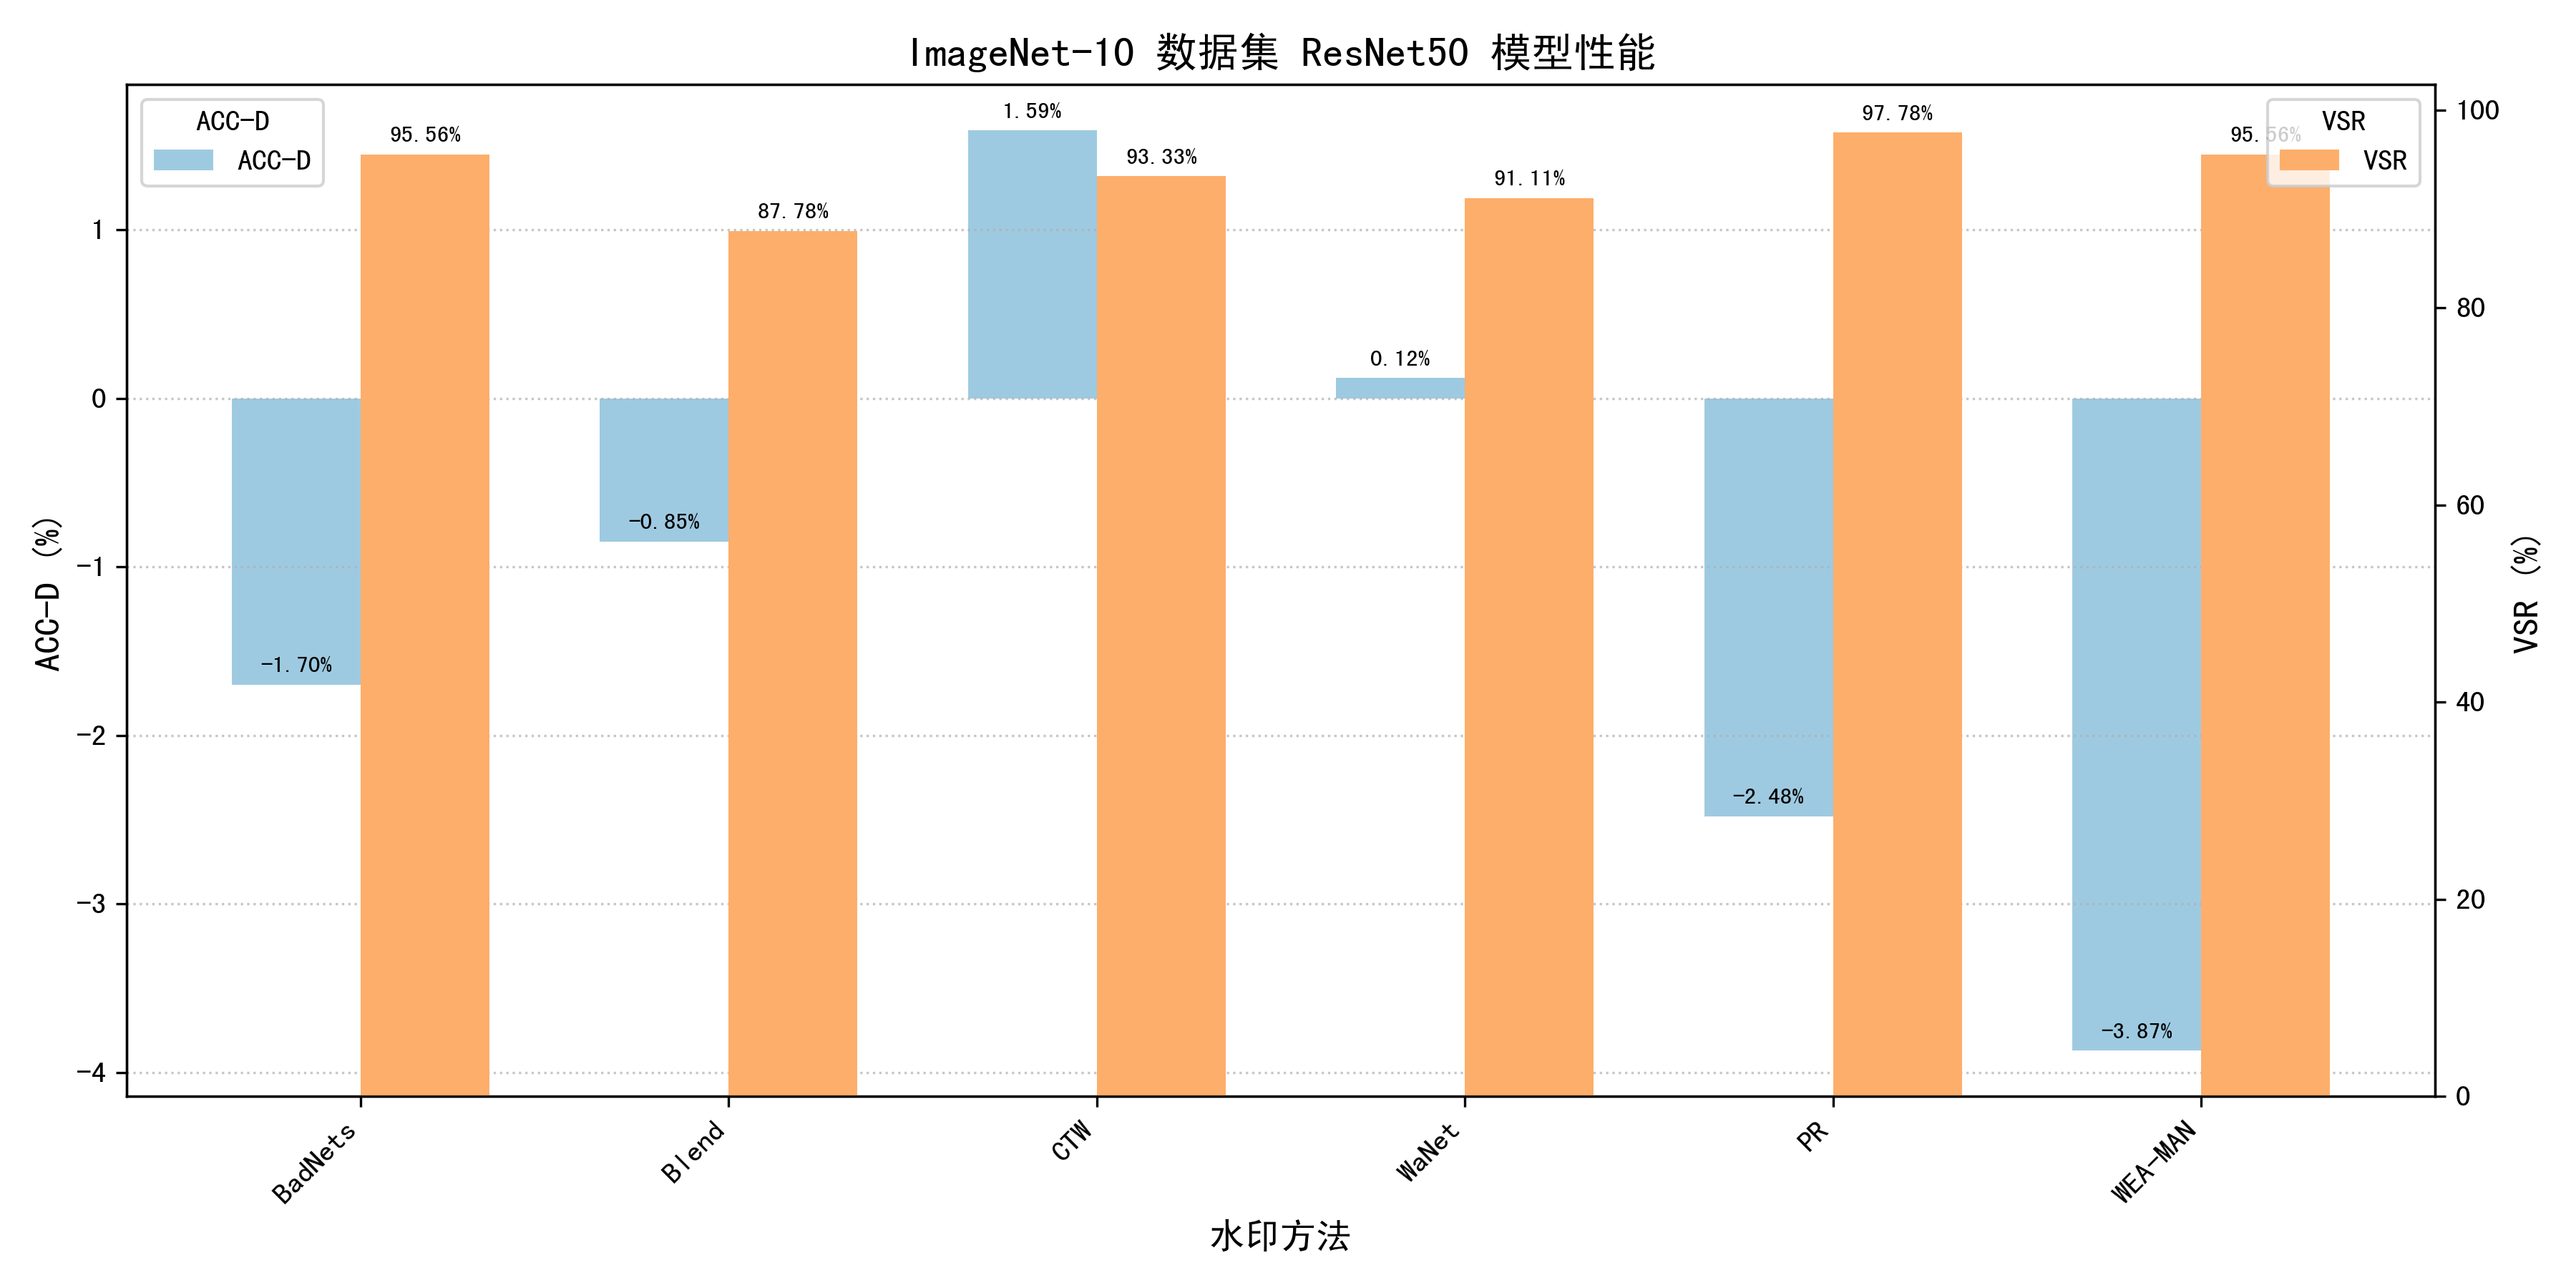 ImageNet-10 数据集 ResNet50 模型性能
ACC-D
ACC-D
VSR
VSR
95.56%
87.78%
1.59%
93.33%
0.12%
91.11%
97.78%
95.56%
-1.70%
-0.85%
-2.48%
-3.87%
1
0
-1
-2
-3
-4
ACC-D (%)
100
80
60
40
20
0
VSR (%)
BadNets
Blend
CTW
WaNet
PR
WEA-MAN
水印方法